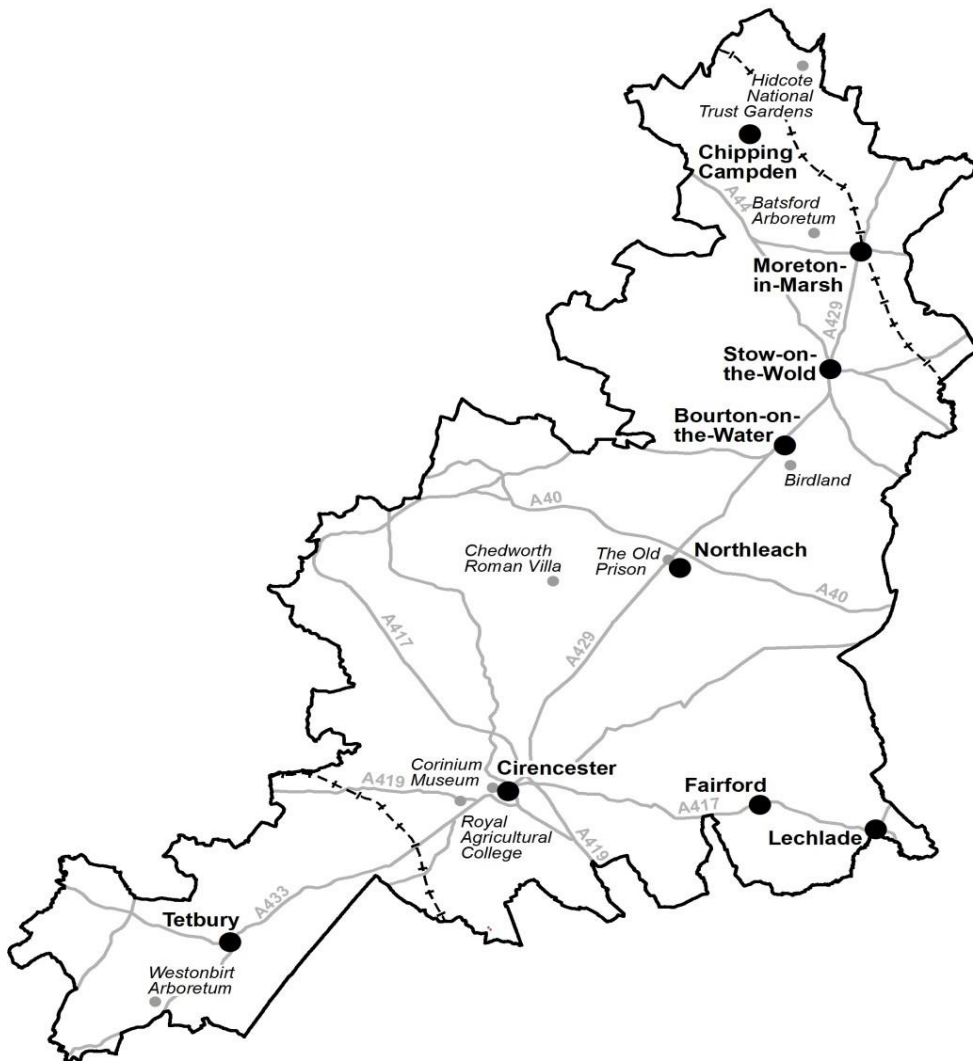 Hidcote
National
Trust Gardens
Chipping
Campden
A44
Batsford
Arboretum
Moreton-
in-Marsh
A429
Stow-on-
the-Wold
Bourton-on-
the-Water
Birdland
A40
Chedworth
Roman Villa
The Old
Prison
Northleach
A40
A417
A429
Corinium
Museum
Cirencester
A419
Royal
Agricultural
College
A419
A417
Fairford
Lechlade
A433
Tetbury
Westonbirt
Arboretum